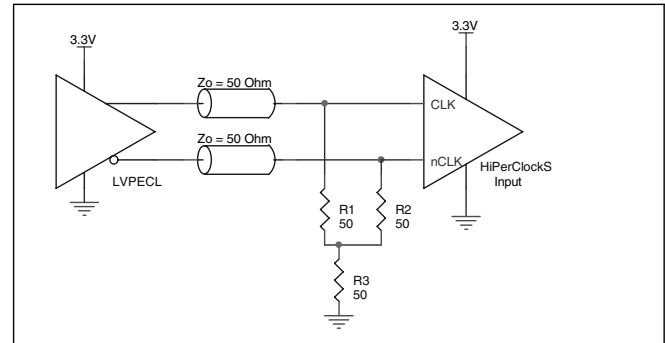 3.3V
3.3V
Zo = 50 Ohm
CLK
Zo = 50 Ohm
nCLK
HiPerClockS
Input
LVPECL
R1
50
R2
50
R3
50